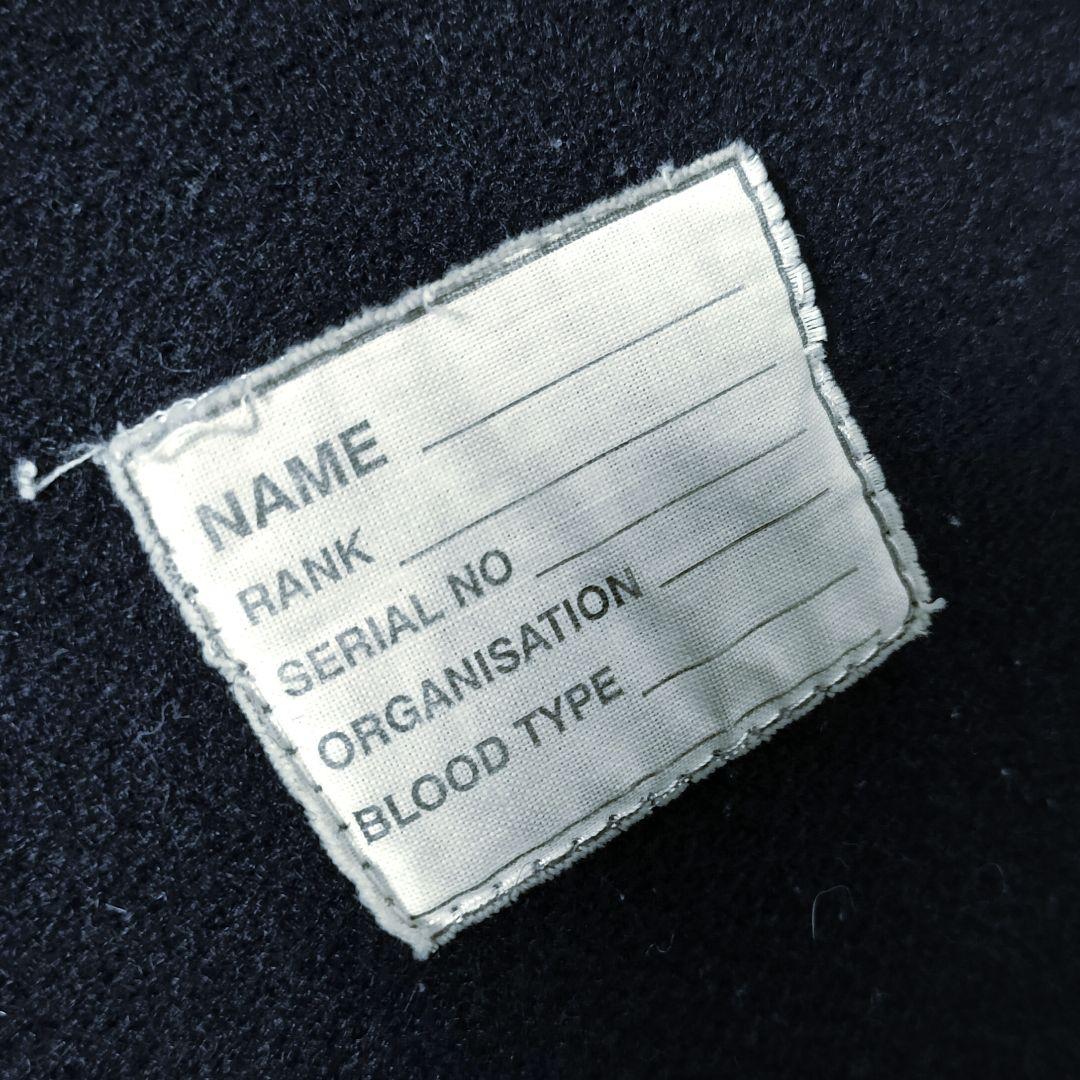 NAME
RANK
SERIAL NO
ORGANISATION
BLOOD TYPE